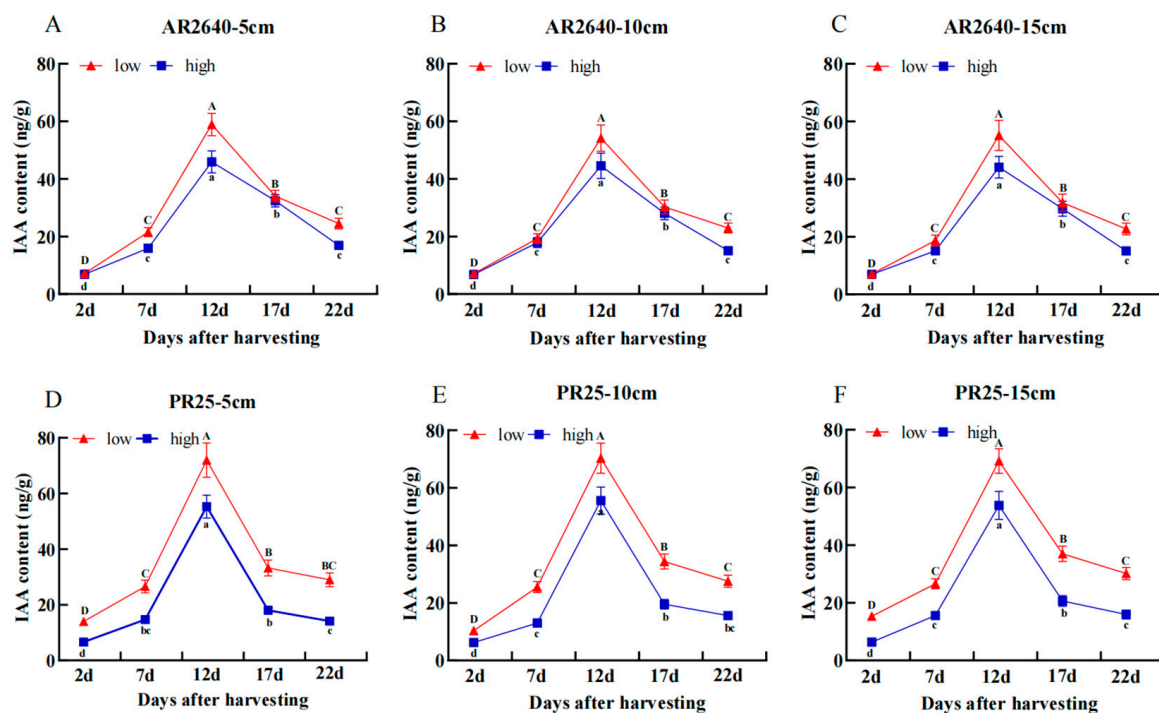 A
AR2640-5cm
low
high
IAA content (ng/g)
80
60
40
20
0
A
a
C
c
D
d
B
b
C
c
2d
7d
12d
17d
22d
Days after harvesting
B
AR2640-10cm
low
high
IAA content (ng/g)
80
60
40
20
0
A
a
C
c
D
d
B
b
C
c
2d
7d
12d
17d
22d
Days after harvesting
C
AR2640-15cm
low
high
IAA content (ng/g)
80
60
40
20
0
A
a
C
c
D
d
B
b
C
c
2d
7d
12d
17d
22d
Days after harvesting
D
PR25-5cm
low
high
IAA content (ng/g)
80
60
40
20
0
A
a
C
bc
D
d
B
b
BC
c
2d
7d
12d
17d
22d
Days after harvesting
E
PR25-10cm
low
high
IAA content (ng/g)
80
60
40
20
0
A
a
C
c
D
d
B
b
C
bc
2d
7d
12d
17d
22d
Days after harvesting
F
PR25-15cm
low
high
IAA content (ng/g)
80
60
40
20
0
A
a
C
c
D
d
B
b
C
c
2d
7d
12d
17d
22d
Days after harvesting